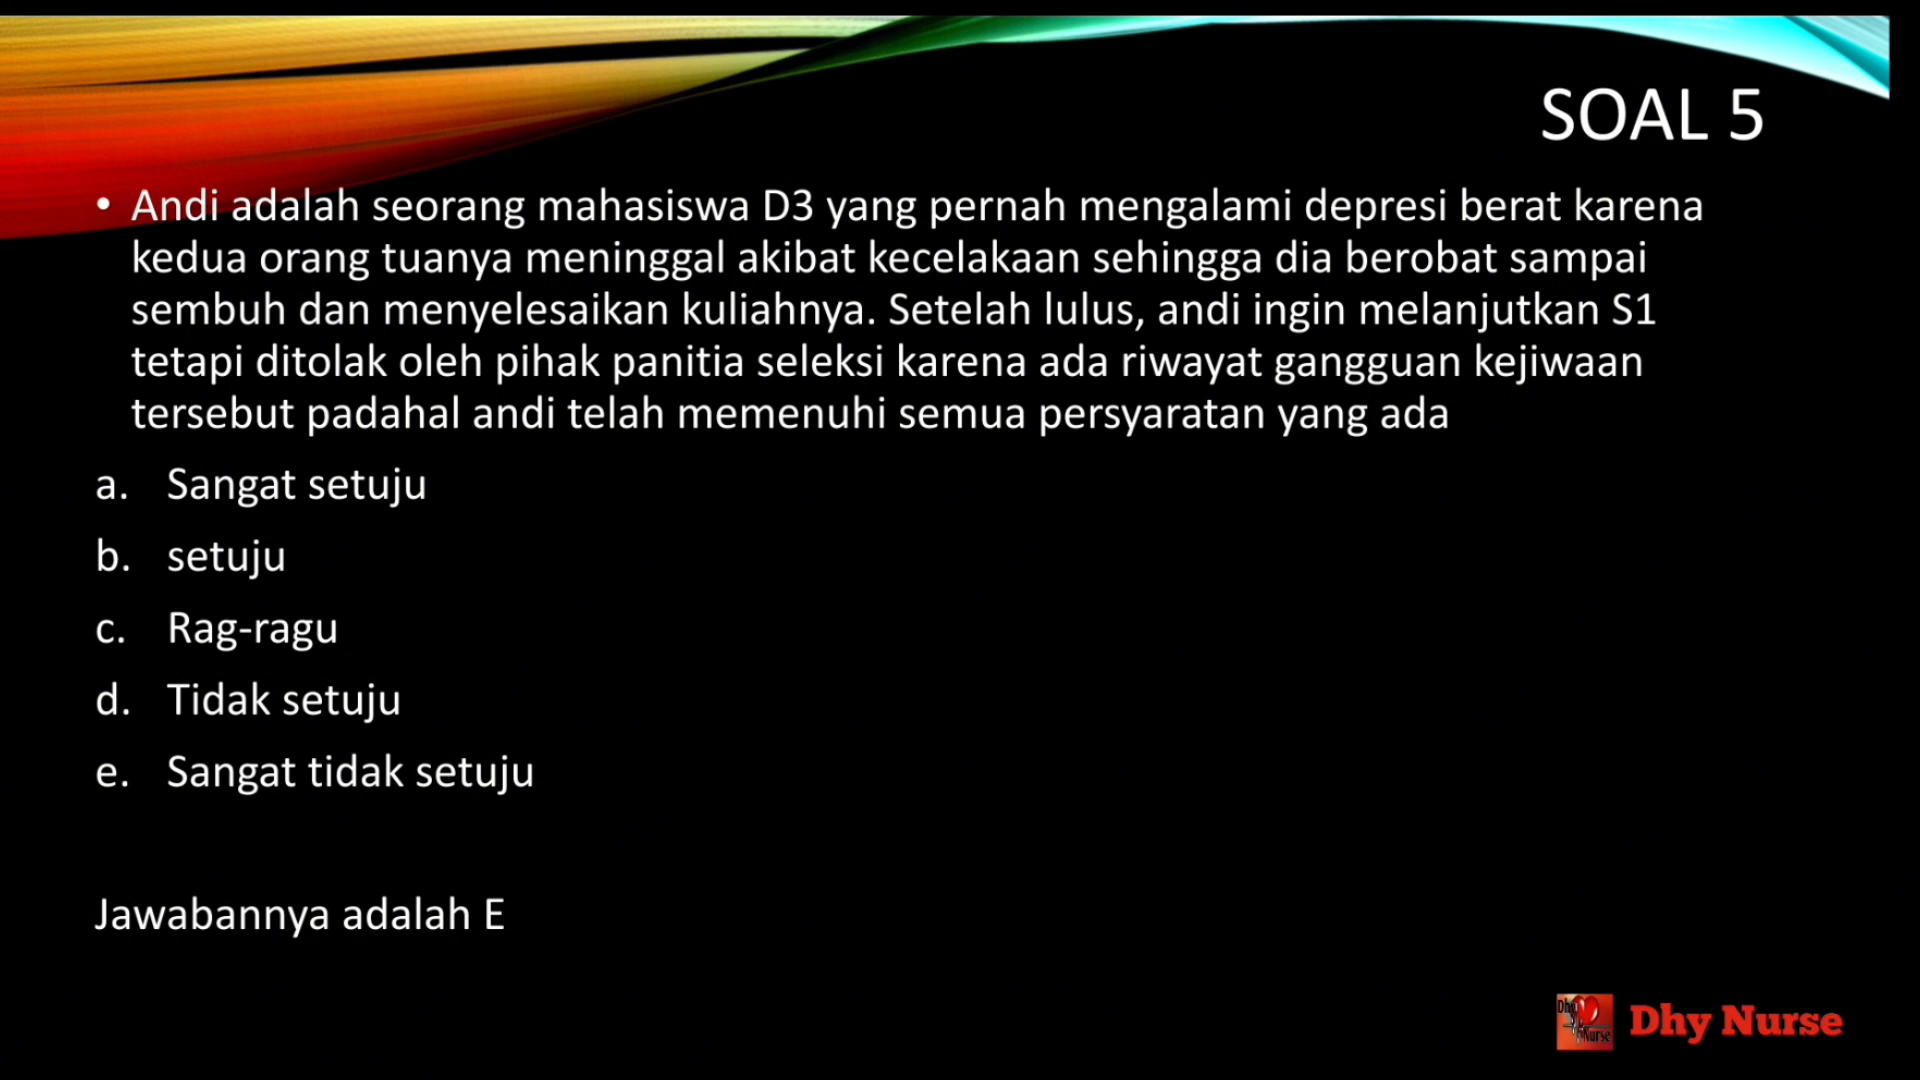 SOAL 5
• Andi adalah seorang mahasiswa D3 yang pernah mengalami depresi berat karena
kedua orang tuanya meninggal akibat kecelakaan sehingga dia berobat sampai
sembuh dan menyelesaikan kuliahnya. Setelah lulus, andi ingin melanjutkan S1
tetapi ditolak oleh pihak panitia seleksi karena ada riwayat gangguan kejiwaan
tersebut padahal andi telah memenuhi semua persyaratan yang ada
a. Sangat setuju
b. setuju
c. Rag-ragu
d. Tidak setuju
e. Sangat tidak setuju
Jawabannya adalah E
Dhy
Nurse
Dhy Nurse